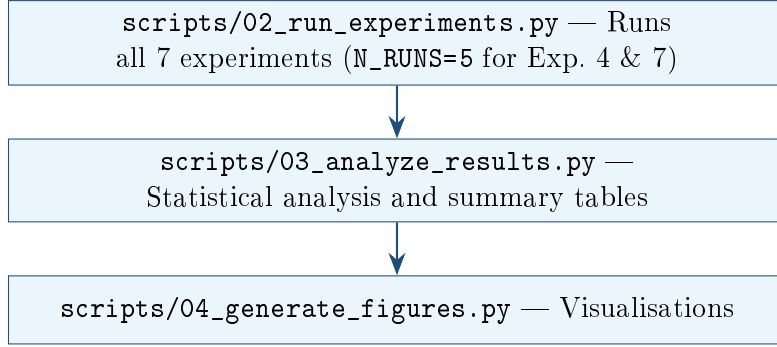 scripts/02_run_experiments.py — Runs
all 7 experiments (N_RUNS=5 for Exp. 4 & 7)
scripts/03_analyze_results.py —
Statistical analysis and summary tables
scripts/04_generate_figures.py — Visualisations